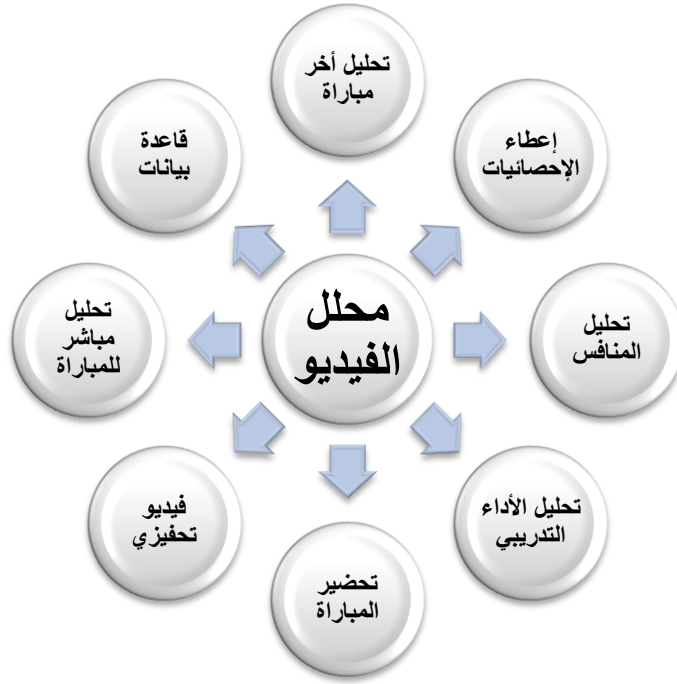 تحليل أخر
مباراة
إعطاء
الإحصائيات
قاعدة
بيانات
محلل
الفيديو
تحليل
المنافس
تحليل
مباشر
للمباراة
تحليل الأداء
التدريبي
فيديو
تحفيزي
تحضير
المباراة